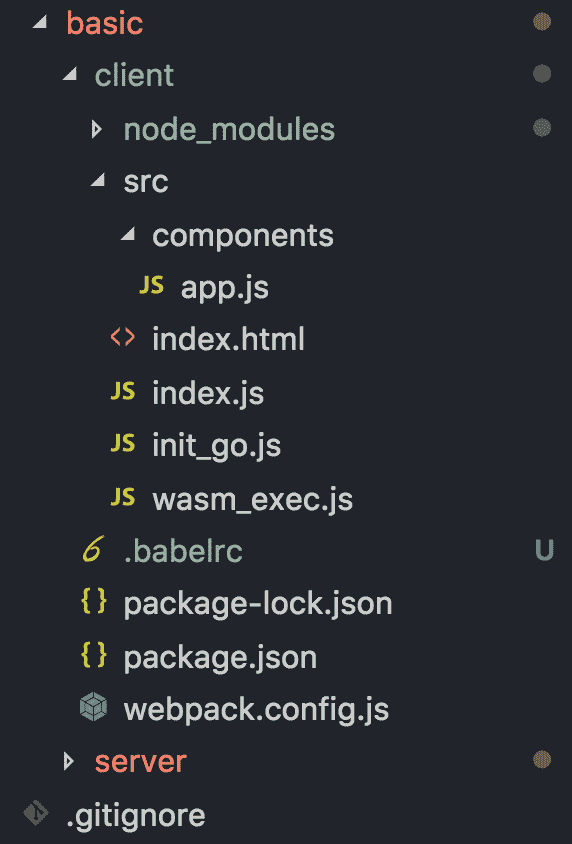 basic
client
node_modules
src
components
JS app.js
<> index.html
JS index.js
JS init_go.js
JS wasm_exec.js
6 .babelrc U
{} package-lock.json
{} package.json
webpack.config.js
server
.gitignore